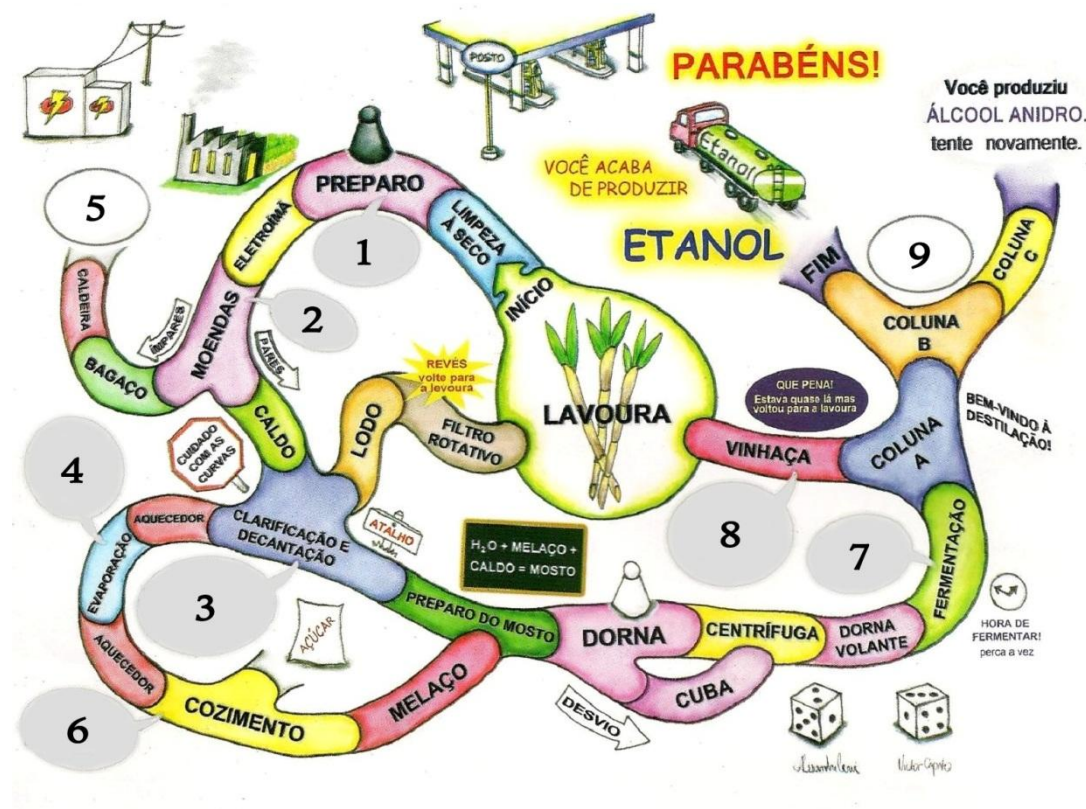 POSTO
PARABÉNS!
Você produziu
ÁLCOOL ANIDRO.
tente novamente.
Etanol
VOCÊ ACABA
DE PRODUZIR
ETANOL
PREPARO
LIMPEZA
À SECO
INÍCIO
LAVOURA
1
ELETROÍMÃ
2
MOENDAS
ÍMPARES
PARES
5
CALDEIRA
BAGAÇO
CALDO
CUIDADO
COM AS
CURVAS
REVÉS
volte para
a lavoura
LODO
FILTRO
ROTATIVO
9
FIM
COLUNA
C
COLUNA
B
COLUNA
A
BEM-VINDO À
DESTILAÇÃO!
QUE PENA!
Estava quase lá mas
voltou para a lavoura
VINHAÇA
8
7
FERMENTAÇÃO
HORA DE
FERMENTAR!
perca a vez
4
AQUECEDOR
CLARIFICAÇÃO E
DECANTAÇÃO
ATALHO
H₂O + MELAÇO +
CALDO = MOSTO
EVAPORAÇÃO
3
PREPARO DO MOSTO
DORNA
CENTRÍFUGA
DORNA
VOLANTE
CUBA
DESVIO
AQUECEDOR
AÇÚCAR
6
COZIMENTO
MELAÇO